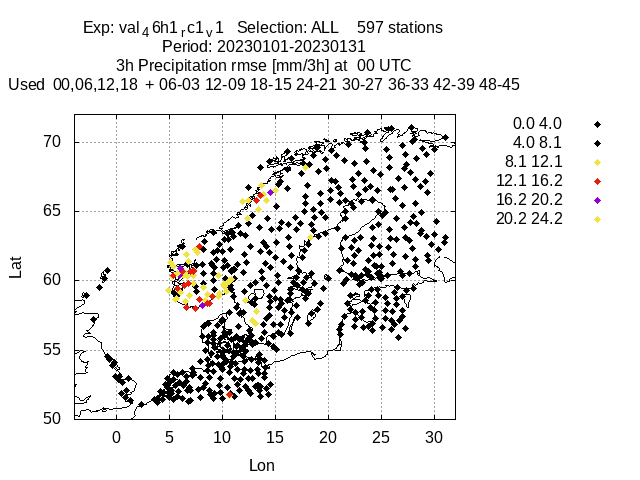 Exp: val46h1rc1v1 Selection: ALL 597 stations
Period: 20230101-20230131
3h Precipitation rmse [mm/3h] at 00 UTC
Used 00,06,12,18 + 06-03 12-09 18-15 24-21 30-27 36-33 42-39 48-45
0.0 4.0
4.0 8.1
8.1 12.1
12.1 16.2
16.2 20.2
20.2 24.2
70
65
60
55
50
Lat
0 5 10 15 20 25 30
Lon